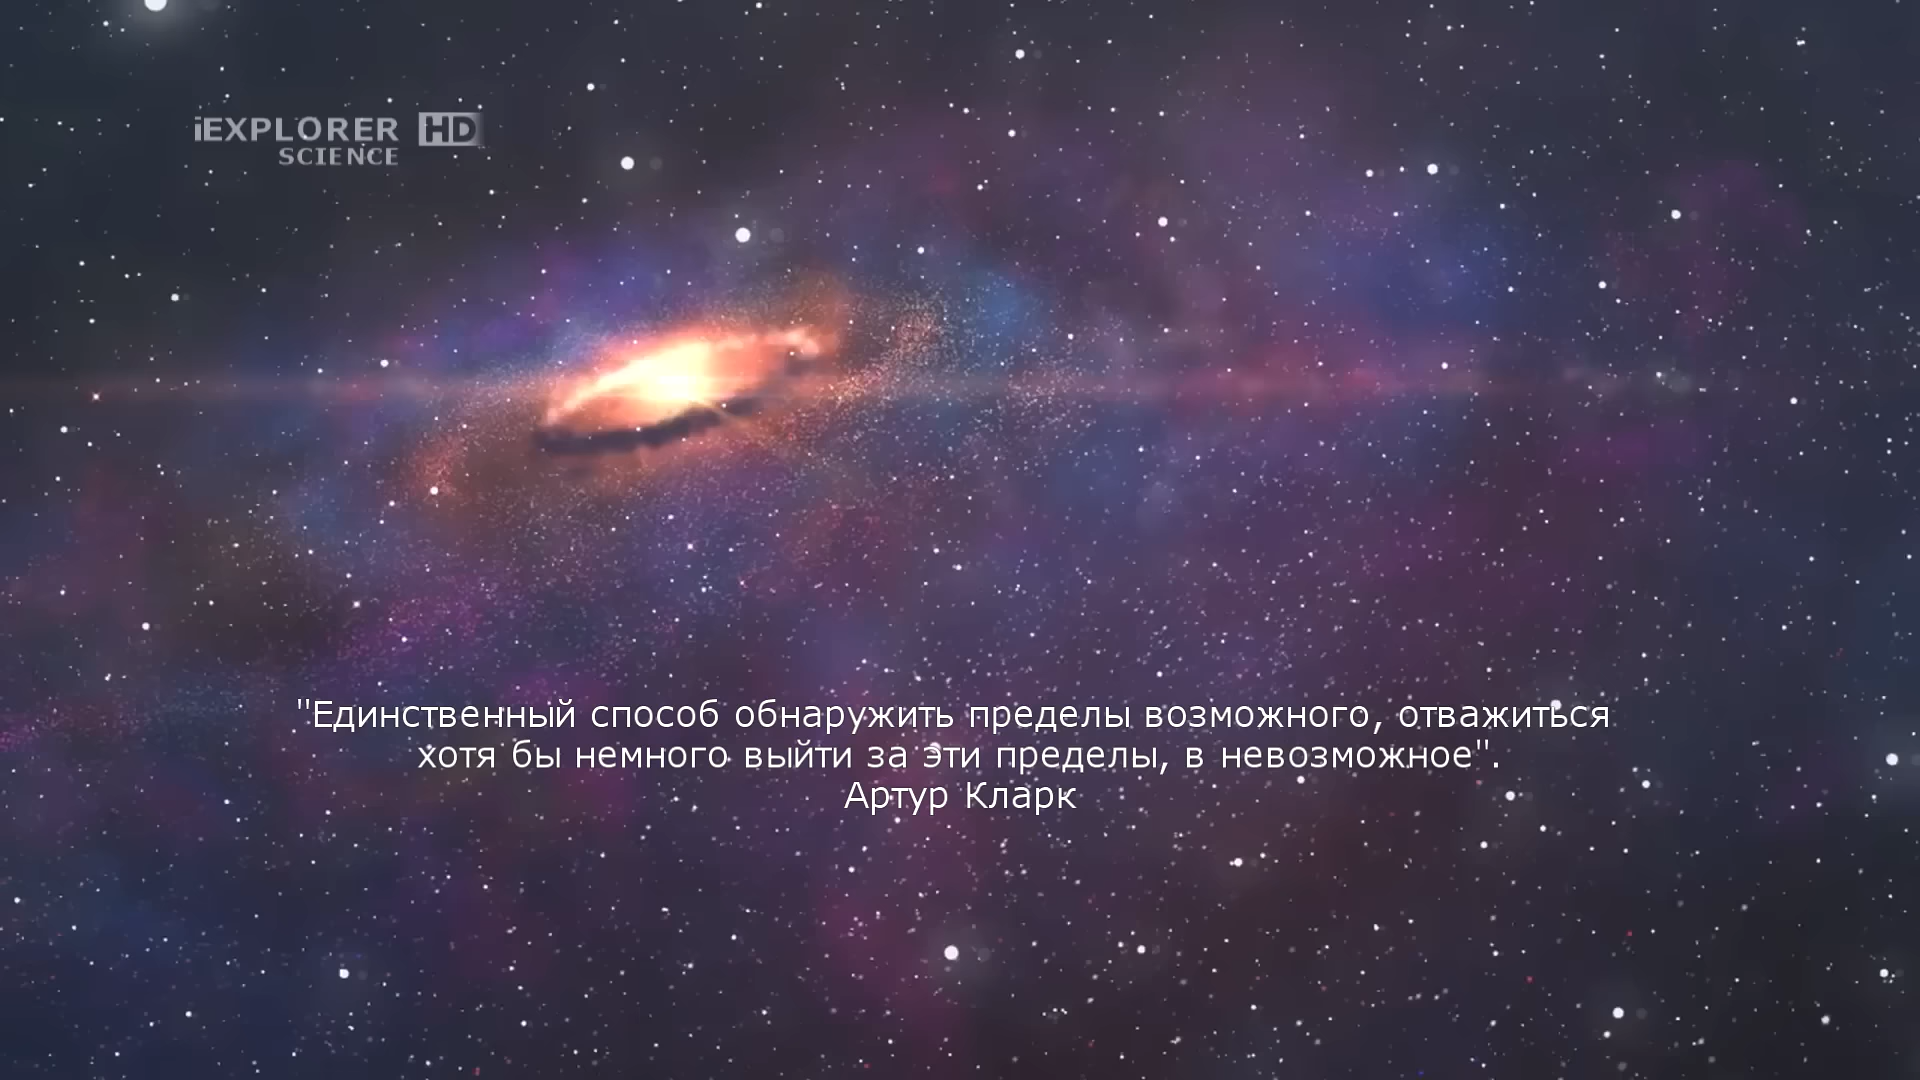 iEXPLORER HD
SCIENCE
"Единственный способ обнаружить пределы возможного, отважиться
хотя бы немного выйти за эти пределы, в невозможное".
Артур Кларк